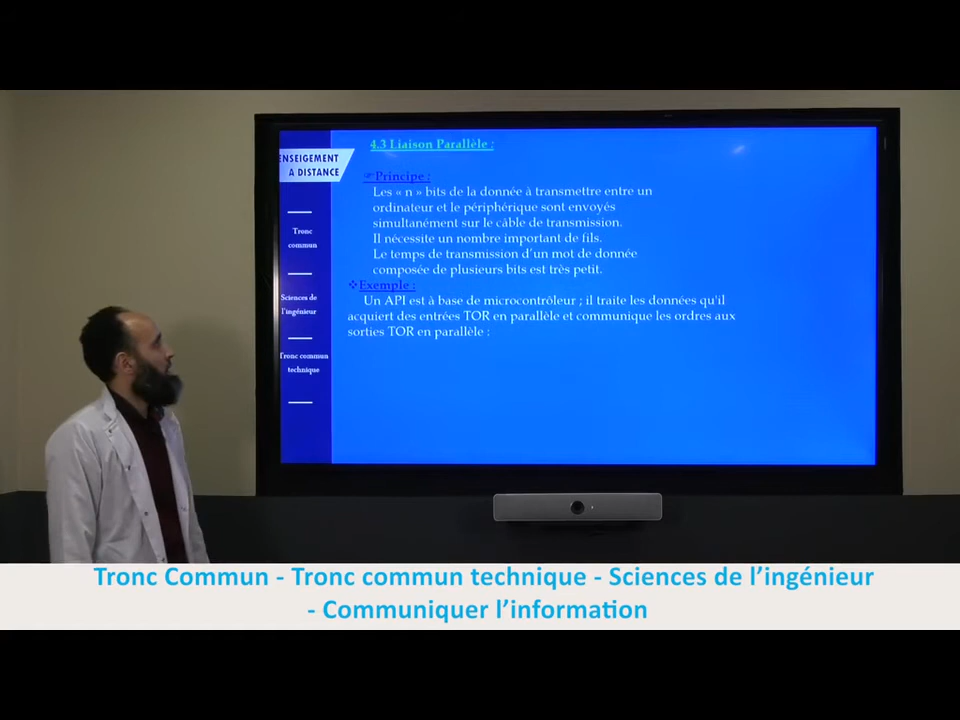 4.3 Liaison Parallèle :
ENSEIGEMENT
A DISTANCE
☞Principe :
Les « n » bits de la donnée à transmettre entre un
ordinateur et le périphérique sont envoyés
simultanément sur le câble de transmission.
Il nécessite un nombre important de fils.
Le temps de transmission d'un mot de donnée
composée de plusieurs bits est très petit.
❖Exemple :
Un API est à base de microcontrôleur ; il traite les données qu'il
acquiert des entrées TOR en parallèle et communique les ordres aux
sorties TOR en parallèle :
Tronc
commun
Sciences de
l'ingénieur
Tronc commun
technique
Tronc Commun - Tronc commun technique - Sciences de l'ingénieur
- Communiquer l'information